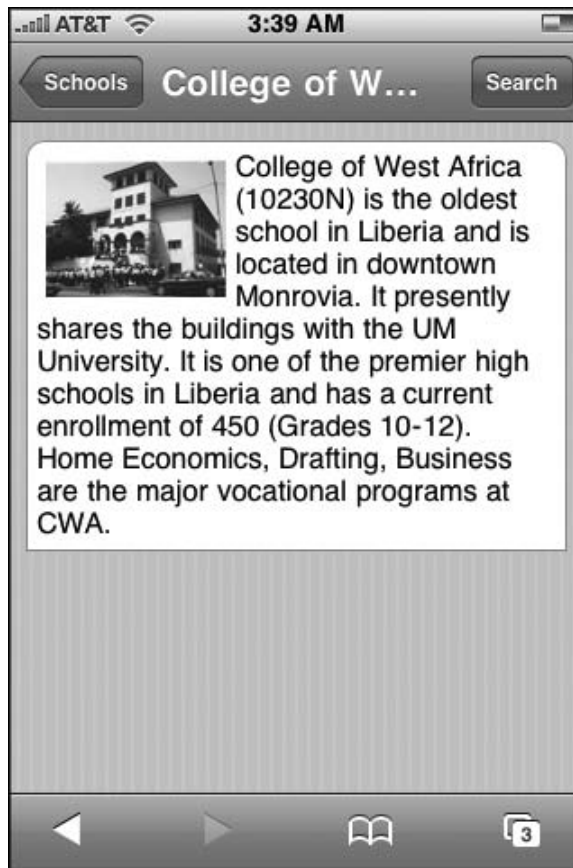 AT&T 3:39 AM
Schools College of W... Search
College of West Africa
(10230N) is the oldest
school in Liberia and is
located in downtown
Monrovia. It presently
shares the buildings with the UM
University. It is one of the premier high
schools in Liberia and has a current
enrollment of 450 (Grades 10-12).
Home Economics, Drafting, Business
are the major vocational programs at
CWA.
3